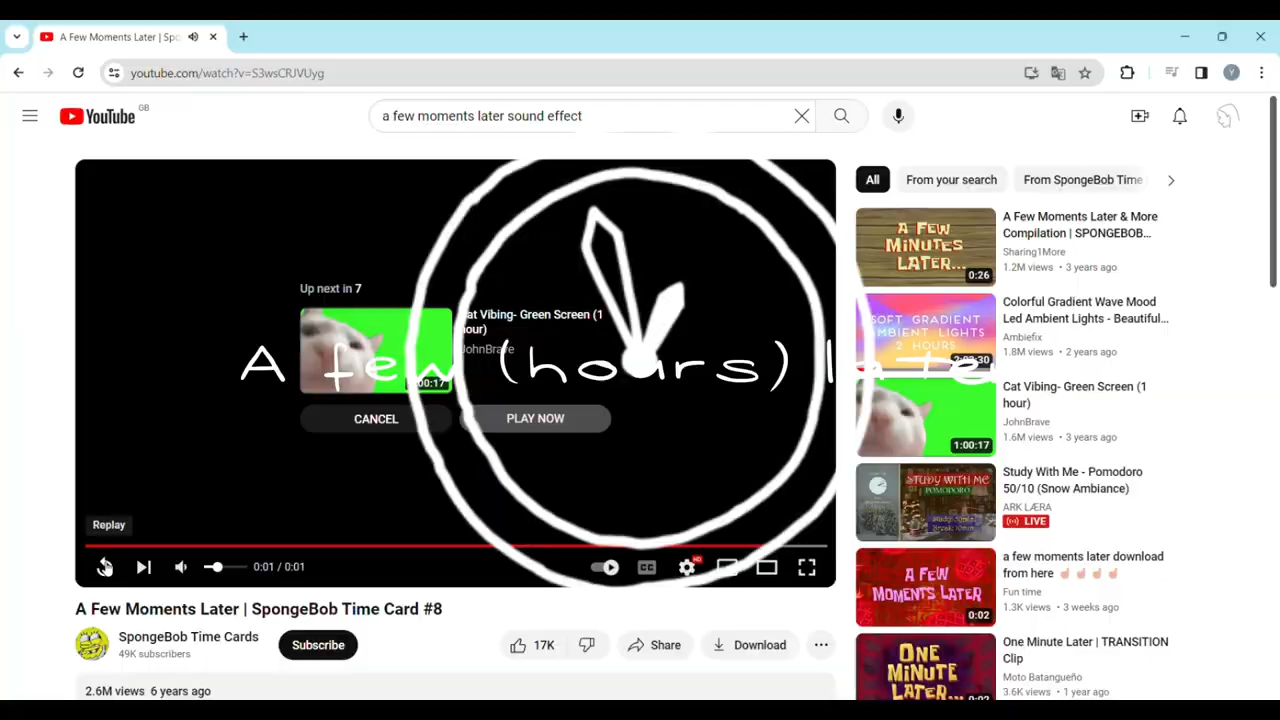 A Few Moments Later | Spo
youtube.com/watch?v=S3wsCRJVUyg
YouTube GB
a few moments later sound effect
Up next in 7
Cat Vibing- Green Screen (1
hour)
JohnBrave
1:00:17
CANCEL
PLAY NOW
A few (hours) later
Replay
0:01 / 0:01
CC
HD
A Few Moments Later | SpongeBob Time Card #8
SpongeBob Time Cards
49K subscribers
Subscribe
17K
Share
Download
2.6M views 6 years ago
All
From your search
From SpongeBob Time
A FEW
MINUTES
LATER...
0:26
A Few Moments Later & More
Compilation | SPONGEBOB...
Sharing1More
1.2M views • 3 years ago
SOFT GRADIENT
AMBIENT LIGHTS
2 HOURS
Colorful Gradient Wave Mood
Led Ambient Lights - Beautiful...
Ambiefix
1.8M views • 2 years ago
1:00:17
Cat Vibing- Green Screen (1
hour)
JohnBrave
1.6M views • 3 years ago
STUDY WITH ME
POMODORO
Study With Me - Pomodoro
50/10 (Snow Ambiance)
ARK LÆRA
LIVE
A FEW
MOMENTS LATER
0:02
a few moments later download
from here ☝🏻☝🏻☝🏻☝🏻
Fun time
1.3K views • 3 weeks ago
ONE
MINUTE
LATER...
0:02
One Minute Later | TRANSITION
Clip
Moto Batangueño
3.6K views • 1 year ago